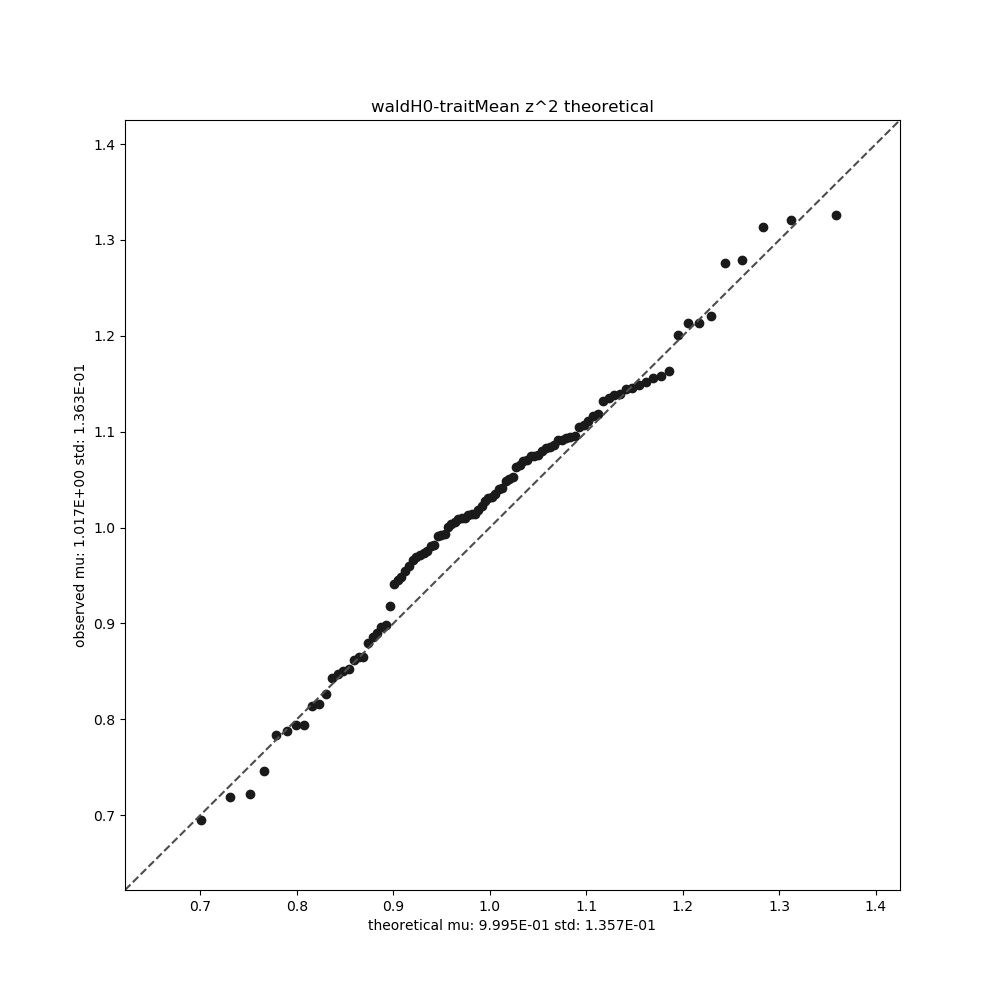 waldH0-traitMean z^2 theoretical
1.4
1.3
1.2
1.1
1.0
0.9
0.8
0.7
observed mu: 1.017E+00 std: 1.363E-01
0.7 0.8 0.9 1.0 1.1 1.2 1.3 1.4
theoretical mu: 9.995E-01 std: 1.357E-01